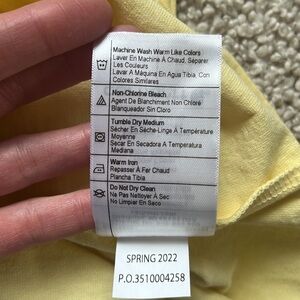 Machine Wash Warm Like Colors
Laver En Machine À Chaud, Séparer
Les Couleurs
Lavar A Máquina En Agua Tibia, Con
Colores Similares
Non-Chlorine Bleach
Agent De Blanchiment Non Chloré
Blanqueador Sin Cloro
Tumble Dry Medium
Sécher En Sèche-Linge À Température
Moyenne
Secar En Secadora A Temperatura
Mediana
Warm Iron
Repasser À Fer Chaud
Plancha Tibia
Do Not Dry Clean
Ne Pas Nettoyer À Sec
No Limpiar En Seco
SPRING 2022
P.O.3510004258